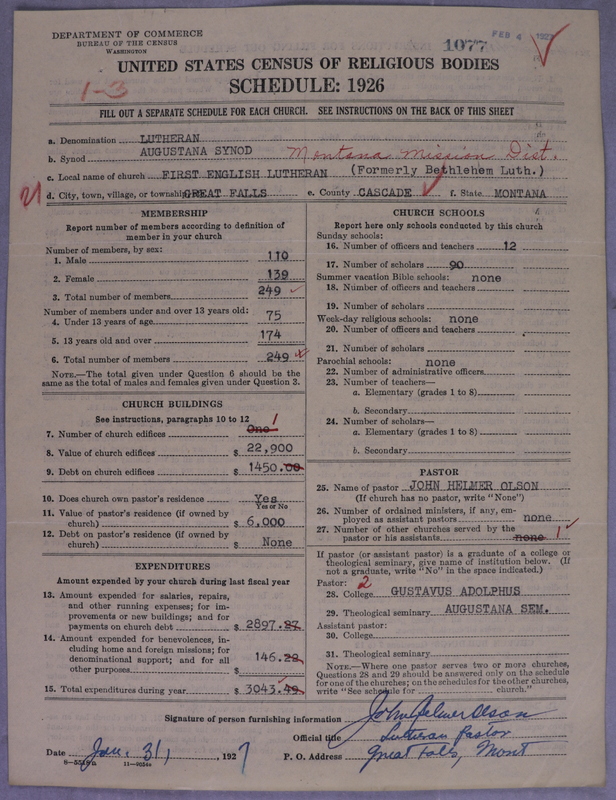 DEPARTMENT OF COMMERCE
BUREAU OF THE CENSUS
WASHINGTON
1077
FEB 4 1927
UNITED STATES CENSUS OF RELIGIOUS BODIES
1-3
SCHEDULE: 1926
FILL OUT A SEPARATE SCHEDULE FOR EACH CHURCH. SEE INSTRUCTIONS ON THE BACK OF THIS SHEET
a. Denomination LUTHERAN
b. Synod AUGUSTANA SYNOD Montana Mission Dist.
c. Local name of church FIRST ENGLISH LUTHERAN (Formerly Bethlehem Luth.)
21 d. City, town, village, or township GREAT FALLS e. County CASCADE f. State MONTANA
MEMBERSHIP
Report number of members according to definition of
member in your church
Number of members, by sex:
1. Male 110
2. Female 139
3. Total number of members 249
Number of members under and over 13 years old:
4. Under 13 years of age 75
5. 13 years old and over 174
6. Total number of members 249
NOTE.—The total given under Question 6 should be the
same as the total of males and females given under Question 3.
CHURCH BUILDINGS
See instructions, paragraphs 10 to 12
7. Number of church edifices One 1
8. Value of church edifices $ 22,900
9. Debt on church edifices $ 1450.00
10. Does church own pastor's residence Yes
Yes or No
11. Value of pastor's residence (if owned by
church) $ 6,000
12. Debt on pastor's residence (if owned by
church) $ None
EXPENDITURES
Amount expended by your church during last fiscal year
13. Amount expended for salaries, repairs,
and other running expenses; for im-
provements or new buildings; and for
payments on church debt $ 2897.27
14. Amount expended for benevolences, in-
cluding home and foreign missions; for
denominational support; and for all
other purposes $ 146.22
15. Total expenditures during year $ 3043.49
CHURCH SCHOOLS
Report here only schools conducted by this church
Sunday schools:
16. Number of officers and teachers 12
17. Number of scholars 90
Summer vacation Bible schools: none
18. Number of officers and teachers
19. Number of scholars
Week-day religious schools: none
20. Number of officers and teachers
21. Number of scholars
Parochial schools: none
22. Number of administrative officers
23. Number of teachers—
a. Elementary (grades 1 to 8)
b. Secondary
24. Number of scholars—
a. Elementary (grades 1 to 8)
b. Secondary
PASTOR
25. Name of pastor JOHN HELMER OLSON
(If church has no pastor, write "None")
26. Number of ordained ministers, if any, em-
ployed as assistant pastors none
27. Number of other churches served by the
pastor or his assistants none 1
If pastor (or assistant pastor) is a graduate of a college or
theological seminary, give name of institution below. (If
not a graduate, write "No" in the space indicated.)
Pastor: 2
28. College GUSTAVUS ADOLPHUS
29. Theological seminary AUGUSTANA SEM.
Assistant pastor:
30. College
31. Theological seminary
NOTE.—Where one pastor serves two or more churches,
Questions 28 and 29 should be answered only on the schedule
for one of the churches; on the schedules for the other churches,
write "See schedule for church."
Signature of person furnishing information John Helmer Olson
Official title Lutheran Pastor
Date Jan. 31, 1927 P. O. Address Great Falls, Mont
8-5518a 11-9054a